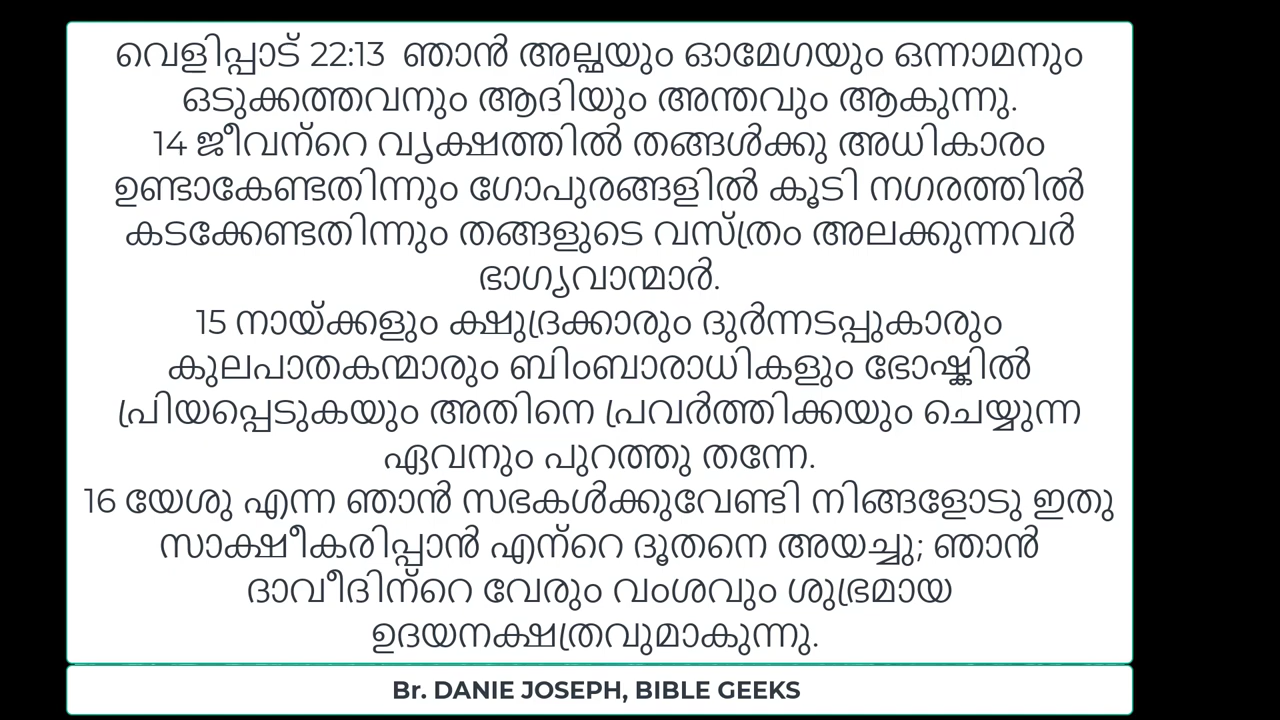 വെളിപ്പാട് 22:13 ഞാൻ അല്ഫയും ഓമേഗയും ഒന്നാമനും
ഒടുക്കത്തവനും ആദിയും അന്തവും ആകുന്നു.
14 ജീവന്റെ വൃക്ഷത്തിൽ തങ്ങൾക്കു അധികാരം
ഉണ്ടാകേണ്ടതിന്നും ഗോപുരങ്ങളിൽ കൂടി നഗരത്തിൽ
കടക്കേണ്ടതിന്നും തങ്ങളുടെ വസ്ത്രം അലക്കുന്നവർ
ഭാഗ്യവാന്മാർ.
15 നായ്ക്കളും ക്ഷുദ്രക്കാരും ദുർന്നടപ്പുകാരും
കുലപാതകന്മാരും ബിംബാരാധികളും ഭോഷ്കിൽ
പ്രിയപ്പെടുകയും അതിനെ പ്രവർത്തിക്കയും ചെയ്യുന്ന
ഏവനും പുറത്തു തന്നേ.
16 യേശു എന്ന ഞാൻ സഭകൾക്കുവേണ്ടി നിങ്ങളോടു ഇതു
സാക്ഷീകരിപ്പാൻ എന്റെ ദൂതനെ അയച്ചു; ഞാൻ
ദാവീദിന്റെ വേരും വംശവും ശുഭ്രമായ
ഉദയനക്ഷത്രവുമാകുന്നു.
Br. DANIE JOSEPH, BIBLE GEEKS